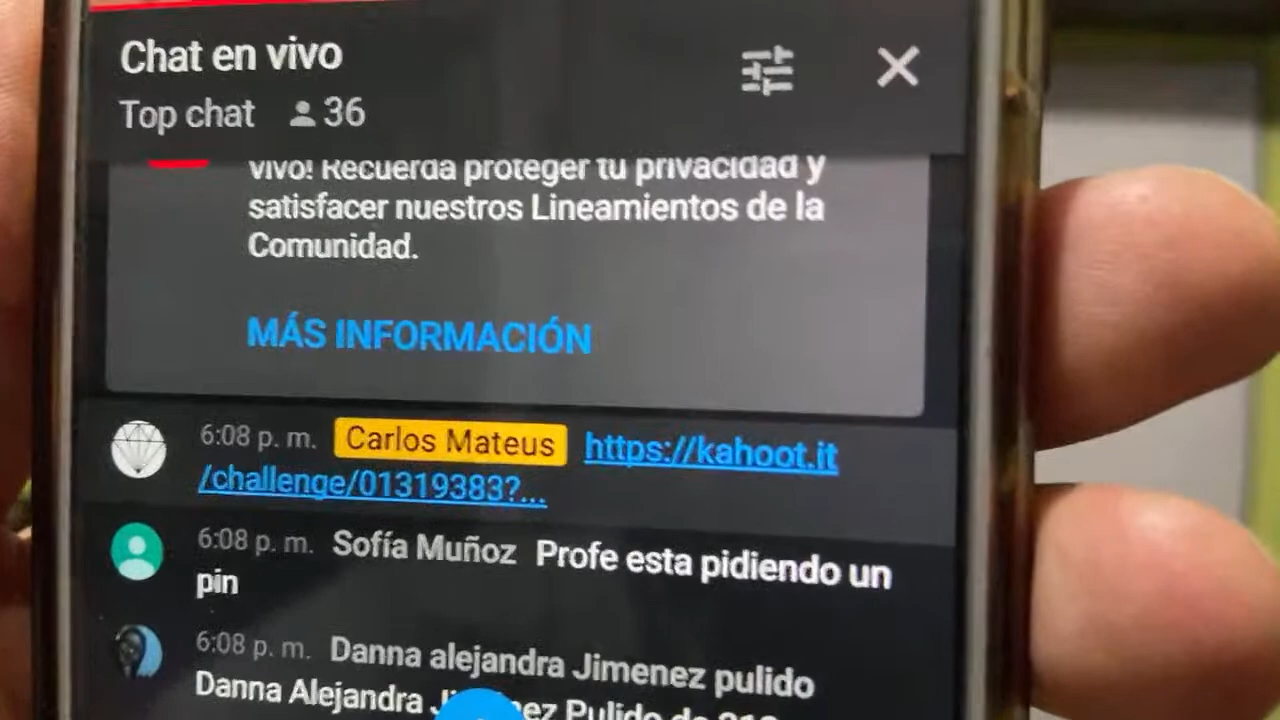 Chat en vivo
Top chat 36
vivo! Recuerda proteger tu privacidad y
satisfacer nuestros Lineamientos de la
Comunidad.
MÁS INFORMACIÓN
6:08 p. m. Carlos Mateus https://kahoot.it
/challenge/01319383?...
6:08 p. m. Sofía Muñoz Profe esta pidiendo un
pin
6:08 p. m. Danna alejandra Jimenez pulido
Danna Alejandra Pulido de